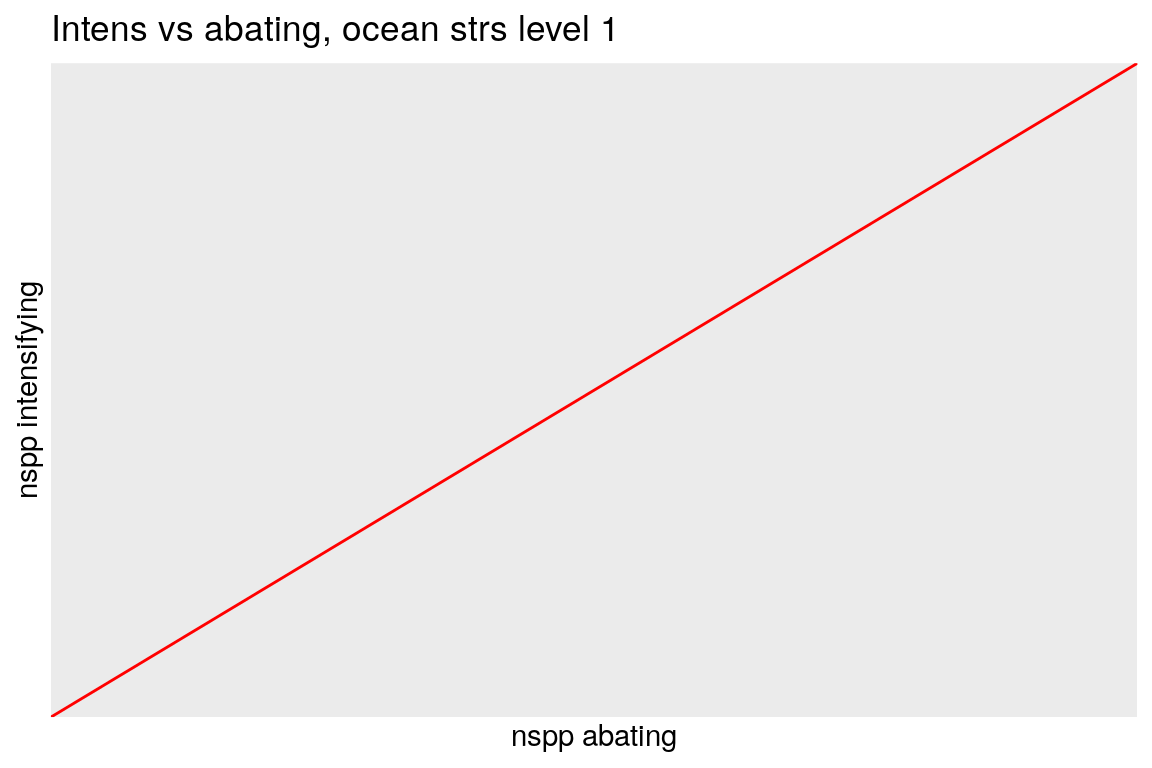 Intens vs abating, ocean strs level 1
nspp intensifying
nspp abating